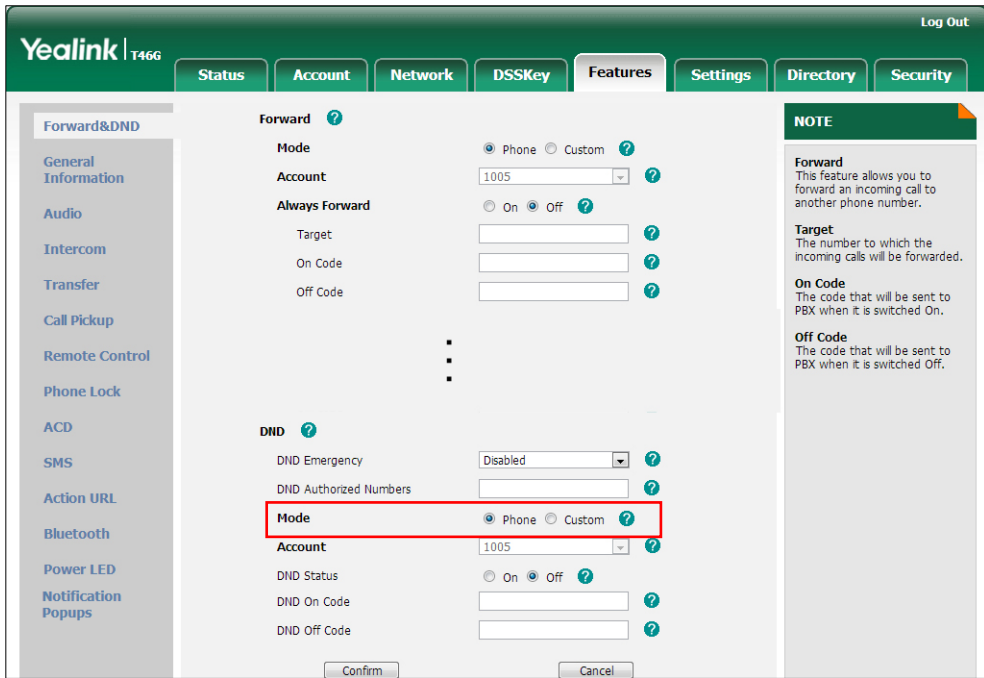 Log Out
Yealink T46G
Status Account Network DSSKey Features Settings Directory Security
Forward&DND
General
Information
Audio
Intercom
Transfer
Call Pickup
Remote Control
Phone Lock
ACD
SMS
Action URL
Bluetooth
Power LED
Notification
Popups
Forward ?
Mode Phone Custom ?
Account 1005 ?
Always Forward On Off ?
Target ?
On Code ?
Off Code ?
DND ?
DND Emergency Disabled ?
DND Authorized Numbers ?
Mode Phone Custom ?
Account 1005 ?
DND Status On Off ?
DND On Code ?
DND Off Code ?
Confirm Cancel
NOTE
Forward
This feature allows you to
forward an incoming call to
another phone number.
Target
The number to which the
incoming calls will be forwarded.
On Code
The code that will be sent to
PBX when it is switched On.
Off Code
The code that will be sent to
PBX when it is switched Off.